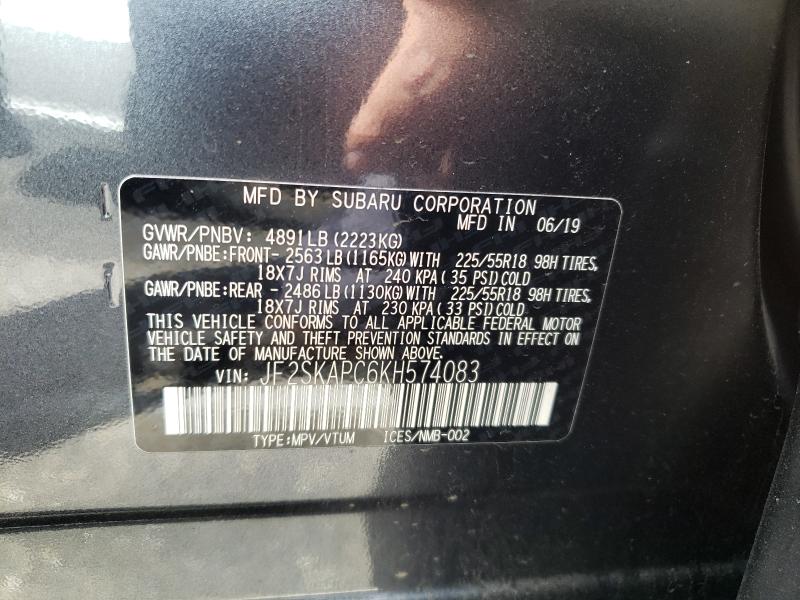 MFD BY SUBARU CORPORATION
MFD IN 06/19
GVWR/PNBV: 4891LB (2223KG)
GAWR/PNBE:FRONT- 2563 LB (1165KG) WITH 225/55R18 98H TIRES,
18X7J RIMS AT 240 KPA ( 35 PSI) COLD
GAWR/PNBE:REAR - 2486 LB (1130KG) WITH 225/55R18 98H TIRES,
18X7J RIMS AT 230 KPA ( 33 PSI) COLD
THIS VEHICLE CONFORMS TO ALL APPLICABLE FEDERAL MOTOR
VEHICLE SAFETY AND THEFT PREVENTION STANDARDS IN EFFECT ON
THE DATE OF MANUFACTURE SHOWN ABOVE.
VIN: JF2SKAPC6KH574083
TYPE:MPV/VTUM ICES/NMB-002